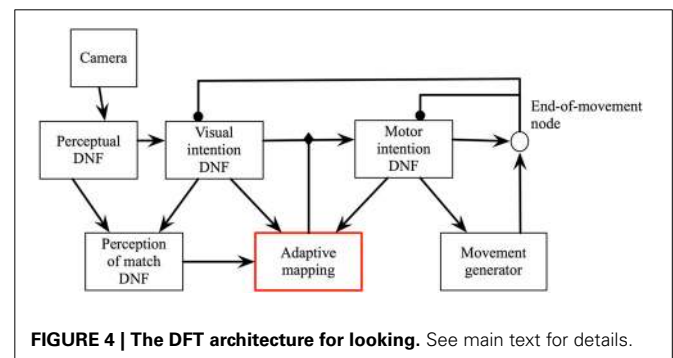 Camera
End-of-movement
node
Perceptual
DNF
Visual
intention
DNF
Motor
intention
DNF
Perception
of match
DNF
Adaptive
mapping
Movement
generator
FIGURE 4 | The DFT architecture for looking. See main text for details.